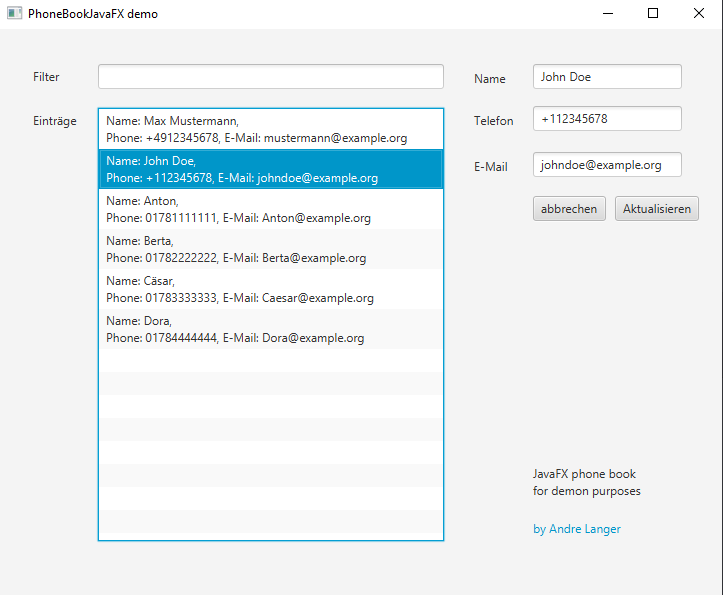 PhoneBookJavaFX demo
Filter
Name
John Doe
Einträge
Name: Max Mustermann,
Phone: +4912345678, E-Mail: mustermann@example.org
Name: John Doe,
Phone: +112345678, E-Mail: johndoe@example.org
Name: Anton,
Phone: 01781111111, E-Mail: Anton@example.org
Name: Berta,
Phone: 01782222222, E-Mail: Berta@example.org
Name: Cäsar,
Phone: 01783333333, E-Mail: Caesar@example.org
Name: Dora,
Phone: 01784444444, E-Mail: Dora@example.org
Telefon
+112345678
E-Mail
johndoe@example.org
abbrechen
Aktualisieren
JavaFX phone book
for demon purposes
by Andre Langer